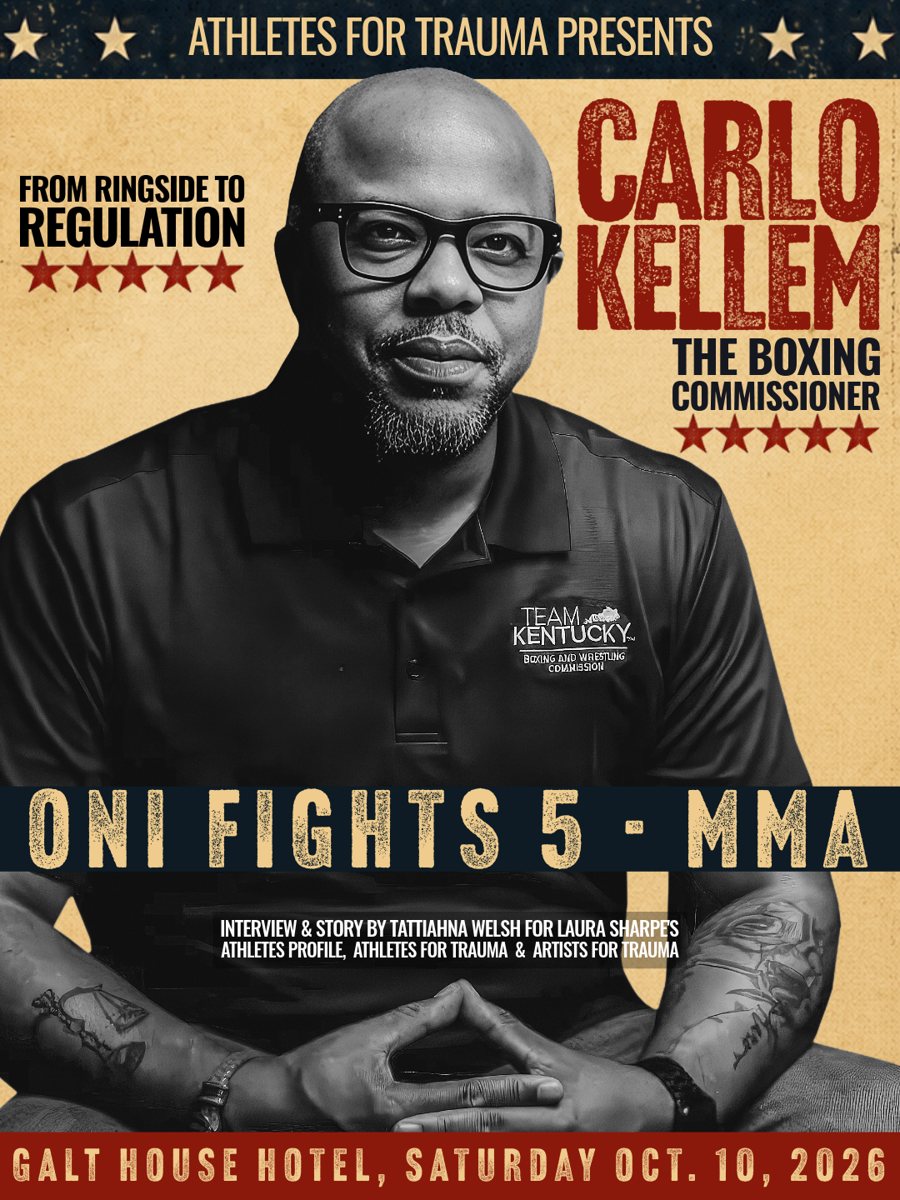 ATHLETES FOR TRAUMA PRESENTS
FROM RINGSIDE TO
REGULATION
CARLO
KELLEM
THE BOXING
COMMISSIONER
TEAM
KENTUCKY
BOXING AND WRESTLING
COMMISSION
ONI FIGHTS 5 - MMA
INTERVIEW & STORY BY TATTIAHNA WELSH FOR LAURA SHARPE'S
ATHLETES PROFILE, ATHLETES FOR TRAUMA & ARTISTS FOR TRAUMA
GALT HOUSE HOTEL, SATURDAY OCT. 10, 2026